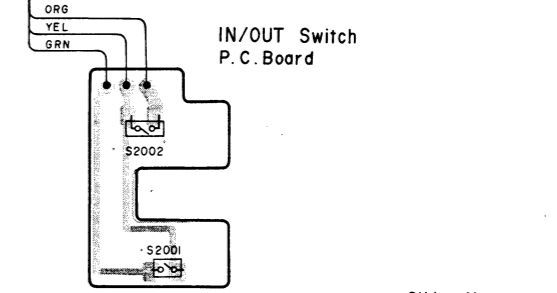 ORG
YEL
GRN
IN/OUT Switch
P.C.Board
S2002
S2001